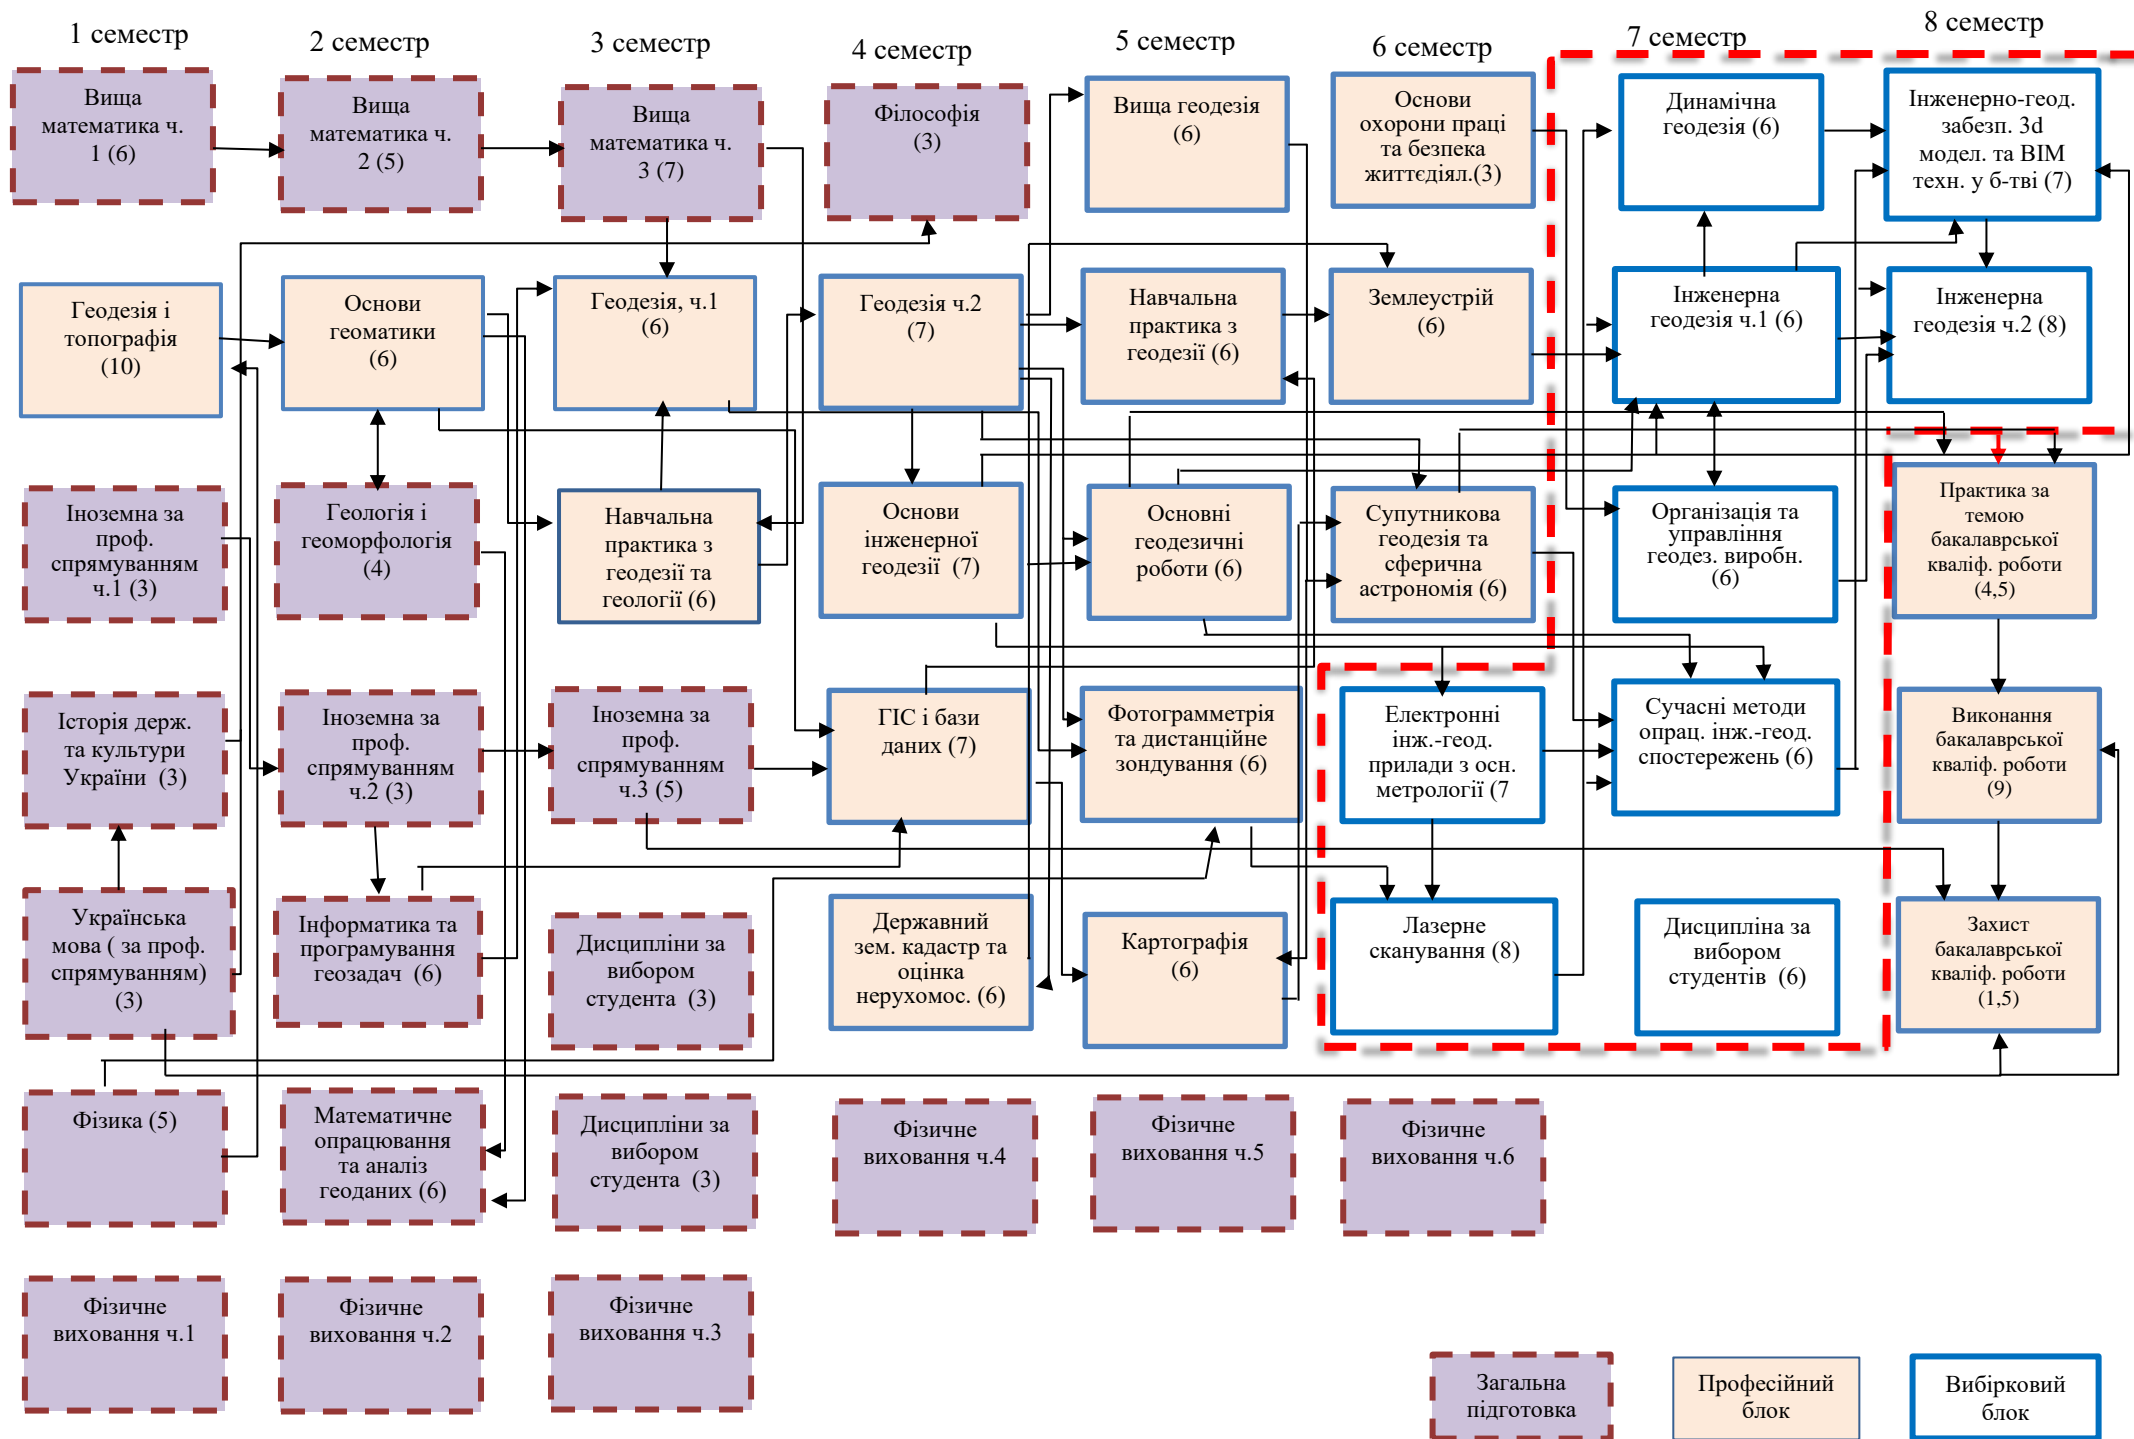 1 семестр
2 семестр
3 семестр
4 семестр
5 семестр
6 семестр
7 семестр
8 семестр
Вища
математика ч.
1 (6)
Вища
математика ч.
2 (5)
Вища
математика ч.
3 (7)
Філософія
(3)
Вища геодезія
(6)
Основи
охорони праці
та безпека
життєдіял.(3)
Динамічна
геодезія (6)
Інженерно-геод.
забезп. 3d
модел. та BIM
техн. у б-тві (7)
Геодезія і
топографія
(10)
Основи
геоматики
(6)
Геодезія, ч.1
(6)
Геодезія ч.2
(7)
Навчальна
практика з
геодезії (6)
Землеустрій
(6)
Інженерна
геодезія ч.1 (6)
Інженерна
геодезія ч.2 (8)
Іноземна за
проф.
спрямуванням
ч.1 (3)
Геологія і
геоморфологія
(4)
Навчальна
практика з
геодезії та
геології (6)
Основи
інженерної
геодезії (7)
Основні
геодезичні
роботи (6)
Супутникова
геодезія та
сферична
астрономія (6)
Організація та
управління
геодез. виробн.
(6)
Практика за
темою
бакалаврської
кваліф. роботи
(4,5)
Історія держ.
та культури
України (3)
Іноземна за
проф.
спрямуванням
ч.2 (3)
Іноземна за
проф.
спрямуванням
ч.3 (5)
ГІС і бази
даних (7)
Фотограмметрія
та дистанційне
зондування (6)
Електронні
інж.-геод.
прилади з осн.
метрології (7
Сучасні методи
опрац. інж.-геод.
спостережень (6)
Виконання
бакалаврської
кваліф. роботи
(9)
Українська
мова ( за проф.
спрямуванням)
(3)
Інформатика та
програмування
геозадач (6)
Дисципліни за
вибором
студента (3)
Державний
зем. кадастр та
оцінка
нерухомос. (6)
Картографія
(6)
Лазерне
сканування (8)
Дисципліна за
вибором
студентів (6)
Захист
бакалаврської
кваліф. роботи
(1,5)
Фізика (5)
Математичне
опрацювання
та аналіз
геоданих (6)
Дисципліни за
вибором
студента (3)
Фізичне
виховання ч.4
Фізичне
виховання ч.5
Фізичне
виховання ч.6
Фізичне
виховання ч.1
Фізичне
виховання ч.2
Фізичне
виховання ч.3
Загальна
підготовка
Професійний
блок
Вибірковий
блок